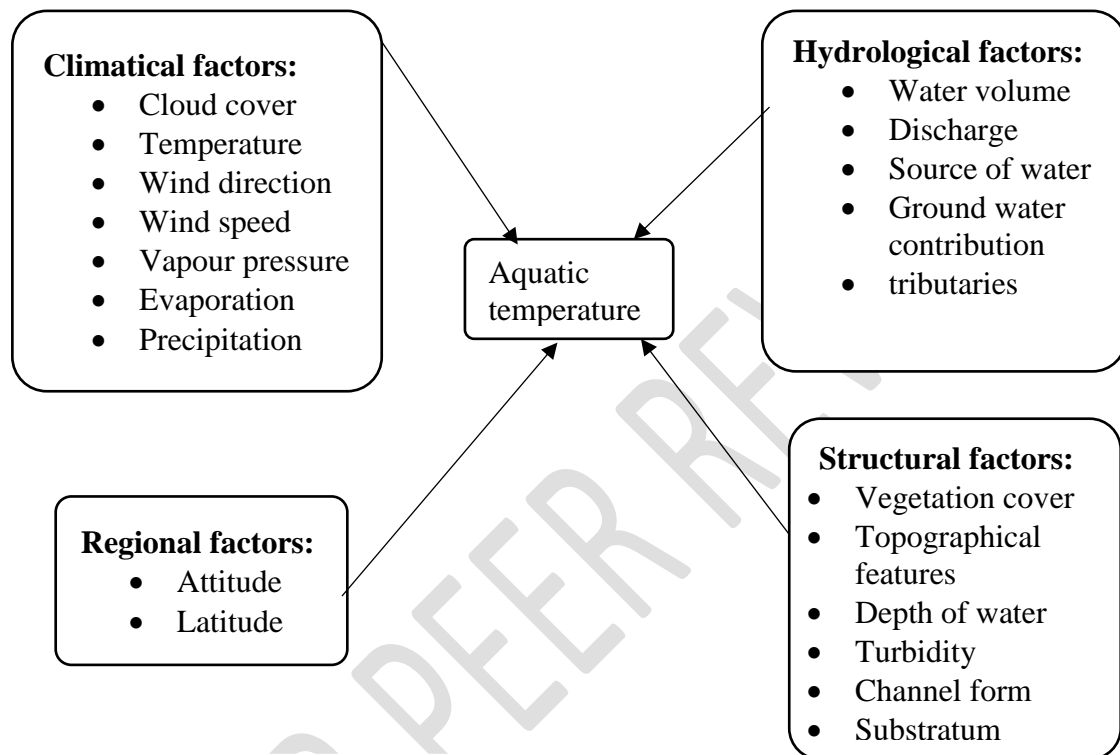 Climatical factors:
• Cloud cover
• Temperature
• Wind direction
• Wind speed
• Vapour pressure
• Evaporation
• Precipitation
Hydrological factors:
• Water volume
• Discharge
• Source of water
• Ground water
contribution
• tributaries
Aquatic
temperature
Regional factors:
• Attitude
• Latitude
Structural factors:
• Vegetation cover
• Topographical
features
• Depth of water
• Turbidity
• Channel form
• Substratum
PEER